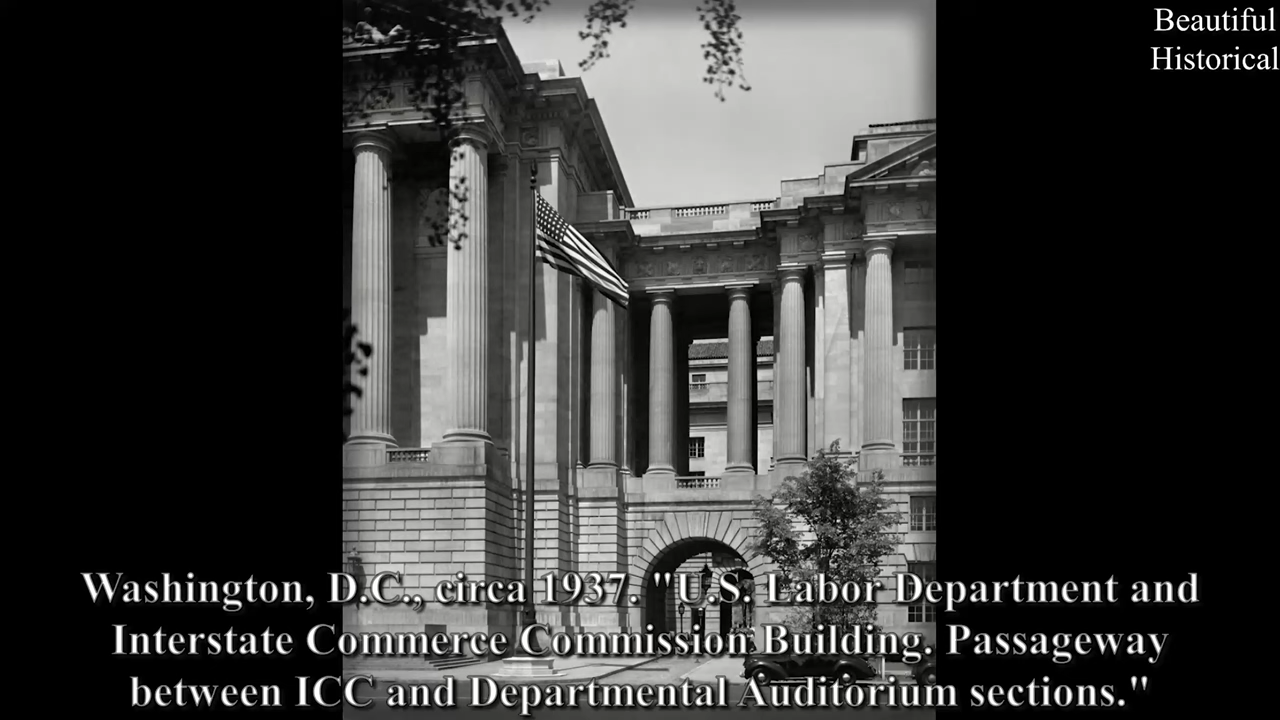 Beautiful
Historical
Washington, D.C., circa 1937. "U.S. Labor Department and
Interstate Commerce Commission Building. Passageway
between ICC and Departmental Auditorium sections."